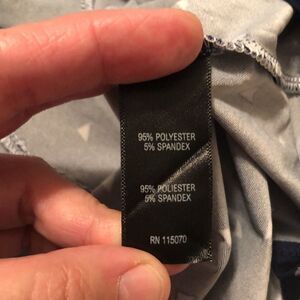 95% POLYESTER
5% SPANDEX
95% POLIESTER
5% SPANDEX
RN 115070